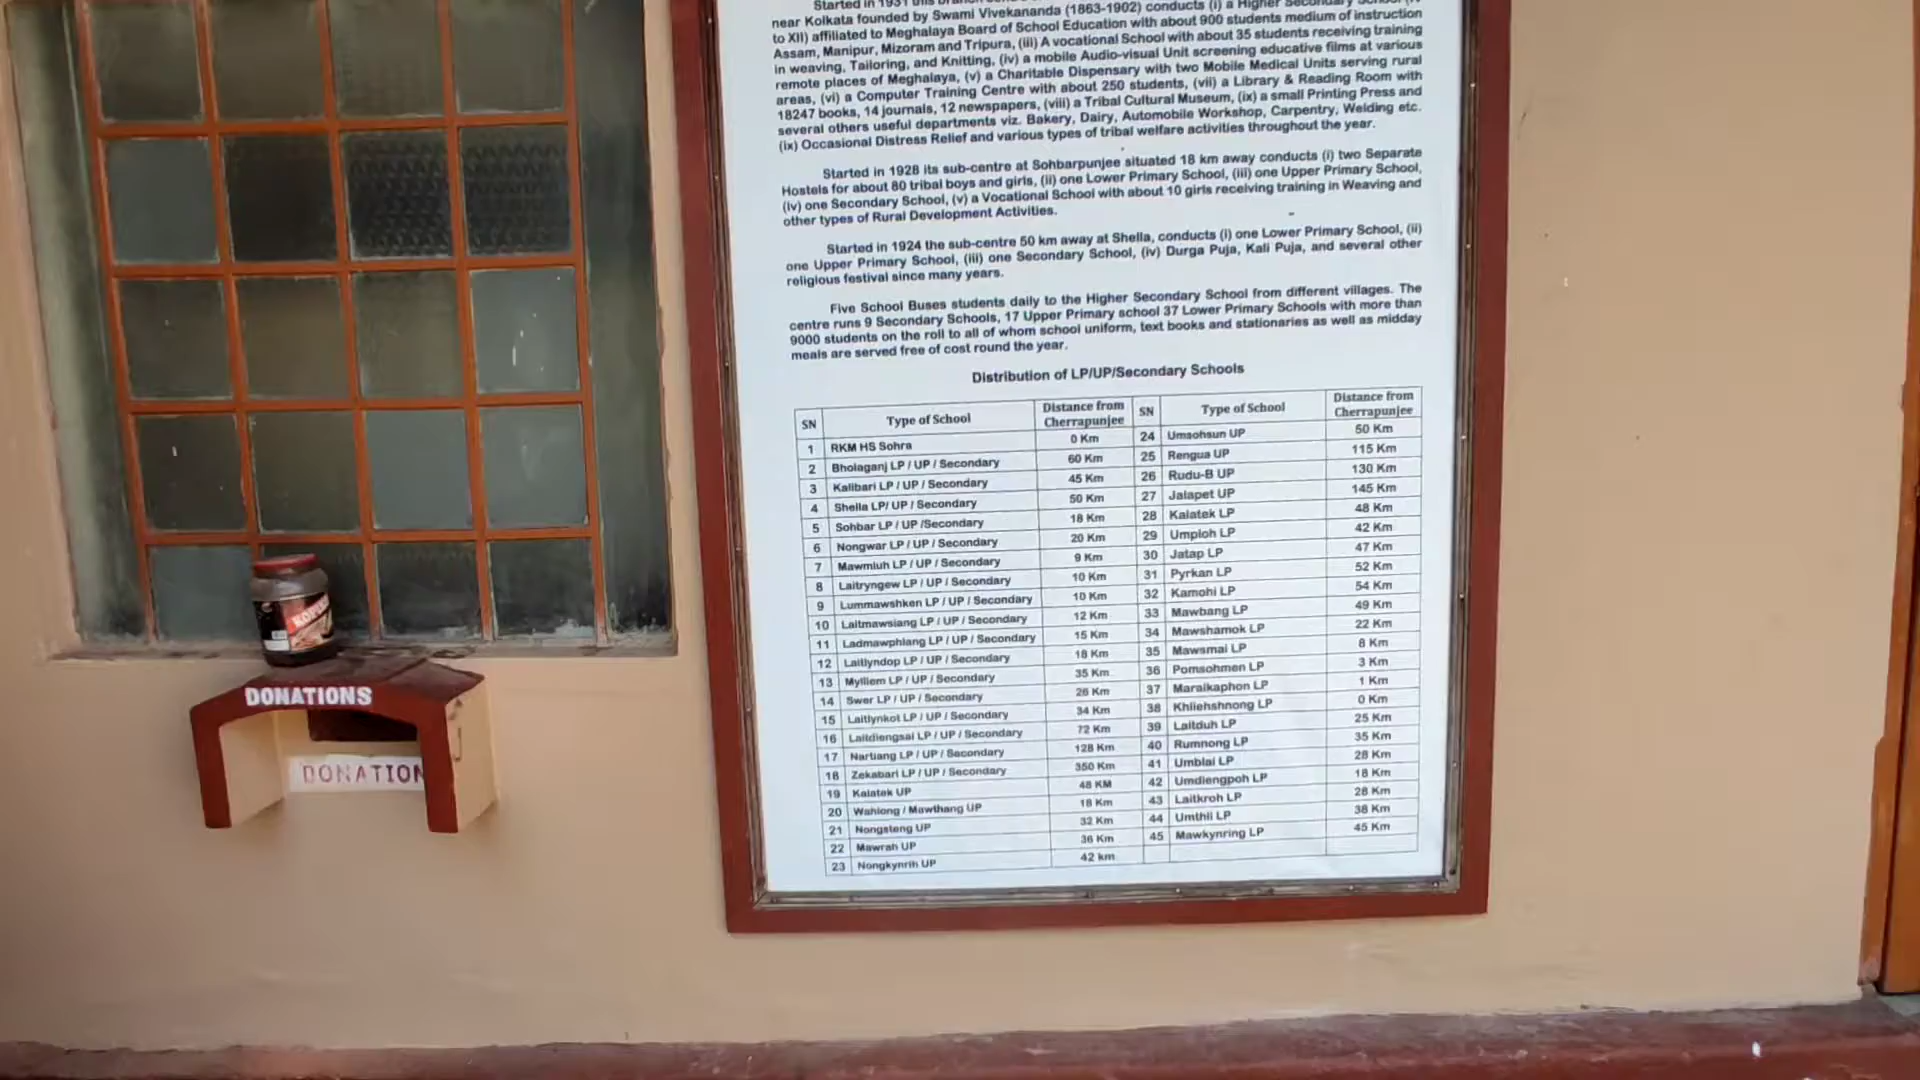 Started in 1931 this branch
near Kolkata founded by Swami Vivekananda (1863-1902) conducts (i) a Higher Secondary School
to XII) affiliated to Meghalaya Board of School Education with about 900 students medium of instruction
Assam, Manipur, Mizoram and Tripura, (iii) A vocational School with about 35 students receiving training
in weaving, Tailoring, and Knitting, (iv) a mobile Audio-visual Unit screening educative films at various
remote places of Meghalaya, (v) a Charitable Dispensary with two Mobile Medical Units serving rural
areas, (vi) a Computer Training Centre with about 250 students, (vii) a Library & Reading Room with
18247 books, 14 journals, 12 newspapers, (viii) a Tribal Cultural Museum, (ix) a small Printing Press and
several others useful departments viz. Bakery, Dairy, Automobile Workshop, Carpentry, Welding etc.
(ix) Occasional Distress Relief and various types of tribal welfare activities throughout the year.
Started in 1928 its sub-centre at Sohbarpunjee situated 18 km away conducts (i) two Separate
Hostels for about 80 tribal boys and girls, (ii) one Lower Primary School, (iii) one Upper Primary School,
(iv) one Secondary School, (v) a Vocational School with about 10 girls receiving training in Weaving and
other types of Rural Development Activities.
Started in 1924 the sub-centre 50 km away at Shella, conducts (i) one Lower Primary School, (ii)
one Upper Primary School, (iii) one Secondary School, (iv) Durga Puja, Kali Puja, and several other
religious festival since many years.
Five School Buses students daily to the Higher Secondary School from different villages. The
centre runs 9 Secondary Schools, 17 Upper Primary school 37 Lower Primary Schools with more than
9000 students on the roll to all of whom school uniform, text books and stationaries as well as midday
meals are served free of cost round the year.
Distribution of LP/UP/Secondary Schools
SN Type of School Distance from Cherrapunjee SN Type of School Distance from Cherrapunjee
1 RKM HS Sohra 0 Km 24 Umsohsun UP 50 Km
2 Bholaganj LP / UP / Secondary 60 Km 25 Rengua UP 115 Km
3 Kalibari LP / UP / Secondary 45 Km 26 Rudu-B UP 130 Km
4 Shella LP/ UP / Secondary 50 Km 27 Jalapet UP 145 Km
5 Sohbar LP / UP /Secondary 18 Km 28 Kalatek LP 48 Km
6 Nongwar LP / UP / Secondary 20 Km 29 Umploh LP 42 Km
7 Mawmluh LP / UP / Secondary 9 Km 30 Jatap LP 47 Km
8 Laitryngew LP / UP / Secondary 10 Km 31 Pyrkan LP 52 Km
9 Lummawshken LP / UP / Secondary 10 Km 32 Kamohi LP 54 Km
10 Laitmawsiang LP / UP / Secondary 12 Km 33 Mawbang LP 49 Km
11 Ladmawphlang LP / UP / Secondary 15 Km 34 Mawshamok LP 22 Km
12 Laitlyndop LP / UP / Secondary 18 Km 35 Mawsmai LP 8 Km
13 Mylliem LP / UP / Secondary 35 Km 36 Pomsohmen LP 3 Km
14 Swer LP / UP / Secondary 26 Km 37 Maraikaphon LP 1 Km
15 Laitlynkot LP / UP / Secondary 34 Km 38 Khliehshnong LP 0 Km
16 Laitdiengsai LP / UP / Secondary 72 Km 39 Laitduh LP 25 Km
17 Nartiang LP / UP / Secondary 128 Km 40 Rumnong LP 35 Km
18 Zekabari LP / UP / Secondary 350 Km 41 Umblai LP 28 Km
19 Kalatek UP 48 KM 42 Umdiengpoh LP 18 Km
20 Wahlong / Mawthang UP 18 Km 43 Laitkroh LP 28 Km
21 Nongsteng UP 32 Km 44 Umthli LP 38 Km
22 Mawrah UP 36 Km 45 Mawkynring LP 45 Km
23 Nongkynrih UP 42 km
DONATIONS
DONATION